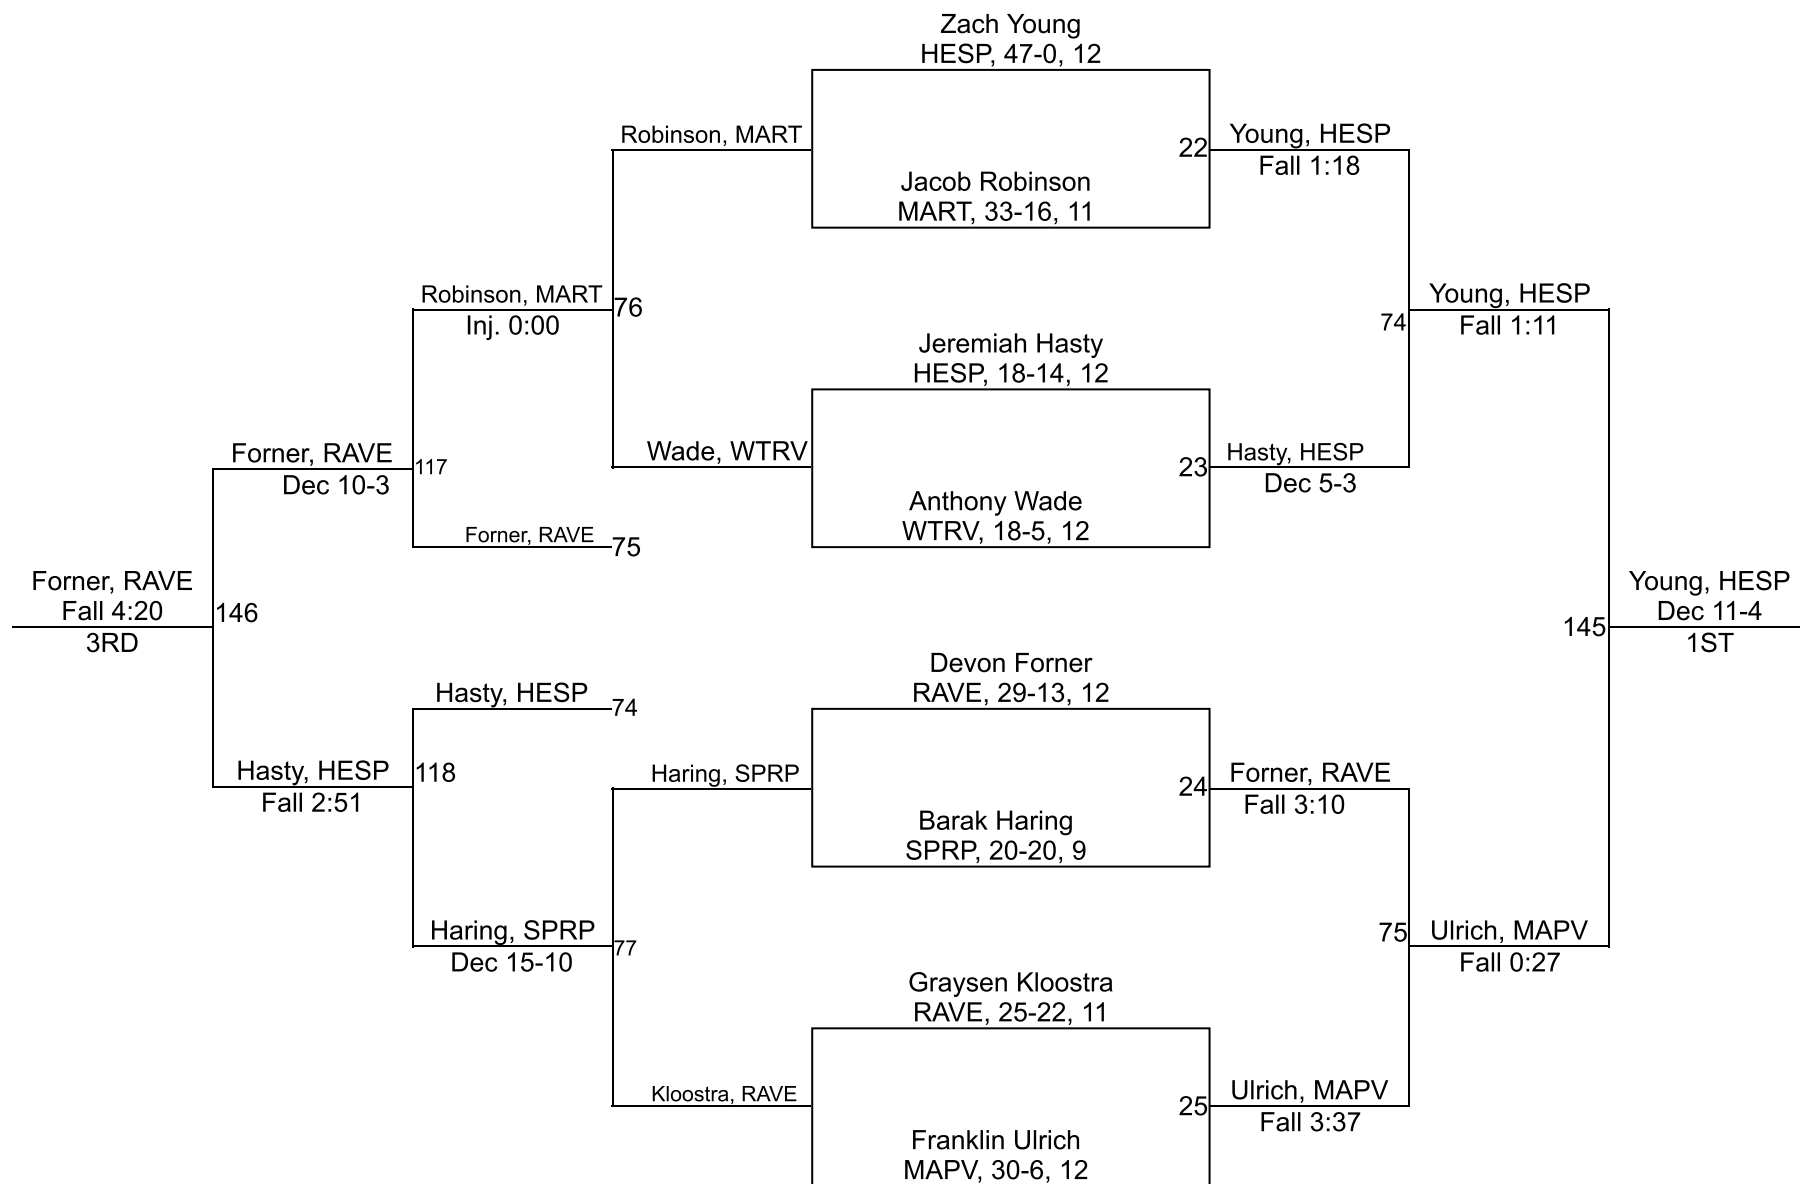 Zach Young
HESP, 47-0, 12
Robinson, MART
22
Young, HESP
Fall 1:18
Jacob Robinson
MART, 33-16, 11
Robinson, MART
Inj. 0:00
76
Young, HESP
Fall 1:11
74
Jeremiah Hasty
HESP, 18-14, 12
Wade, WTRV
23
Hasty, HESP
Dec 5-3
Forner, RAVE
Dec 10-3
117
Anthony Wade
WTRV, 18-5, 12
Forner, RAVE
75
Forner, RAVE
Fall 4:20
3RD
146
145
Young, HESP
Dec 11-4
1ST
Devon Forner
RAVE, 29-13, 12
Hasty, HESP
74
Hasty, HESP
Fall 2:51
118
Haring, SPRP
24
Forner, RAVE
Fall 3:10
Barak Haring
SPRP, 20-20, 9
Haring, SPRP
Dec 15-10
77
75
Ulrich, MAPV
Fall 0:27
Graysen Kloostra
RAVE, 25-22, 11
Kloostra, RAVE
25
Ulrich, MAPV
Fall 3:37
Franklin Ulrich
MAPV, 30-6, 12